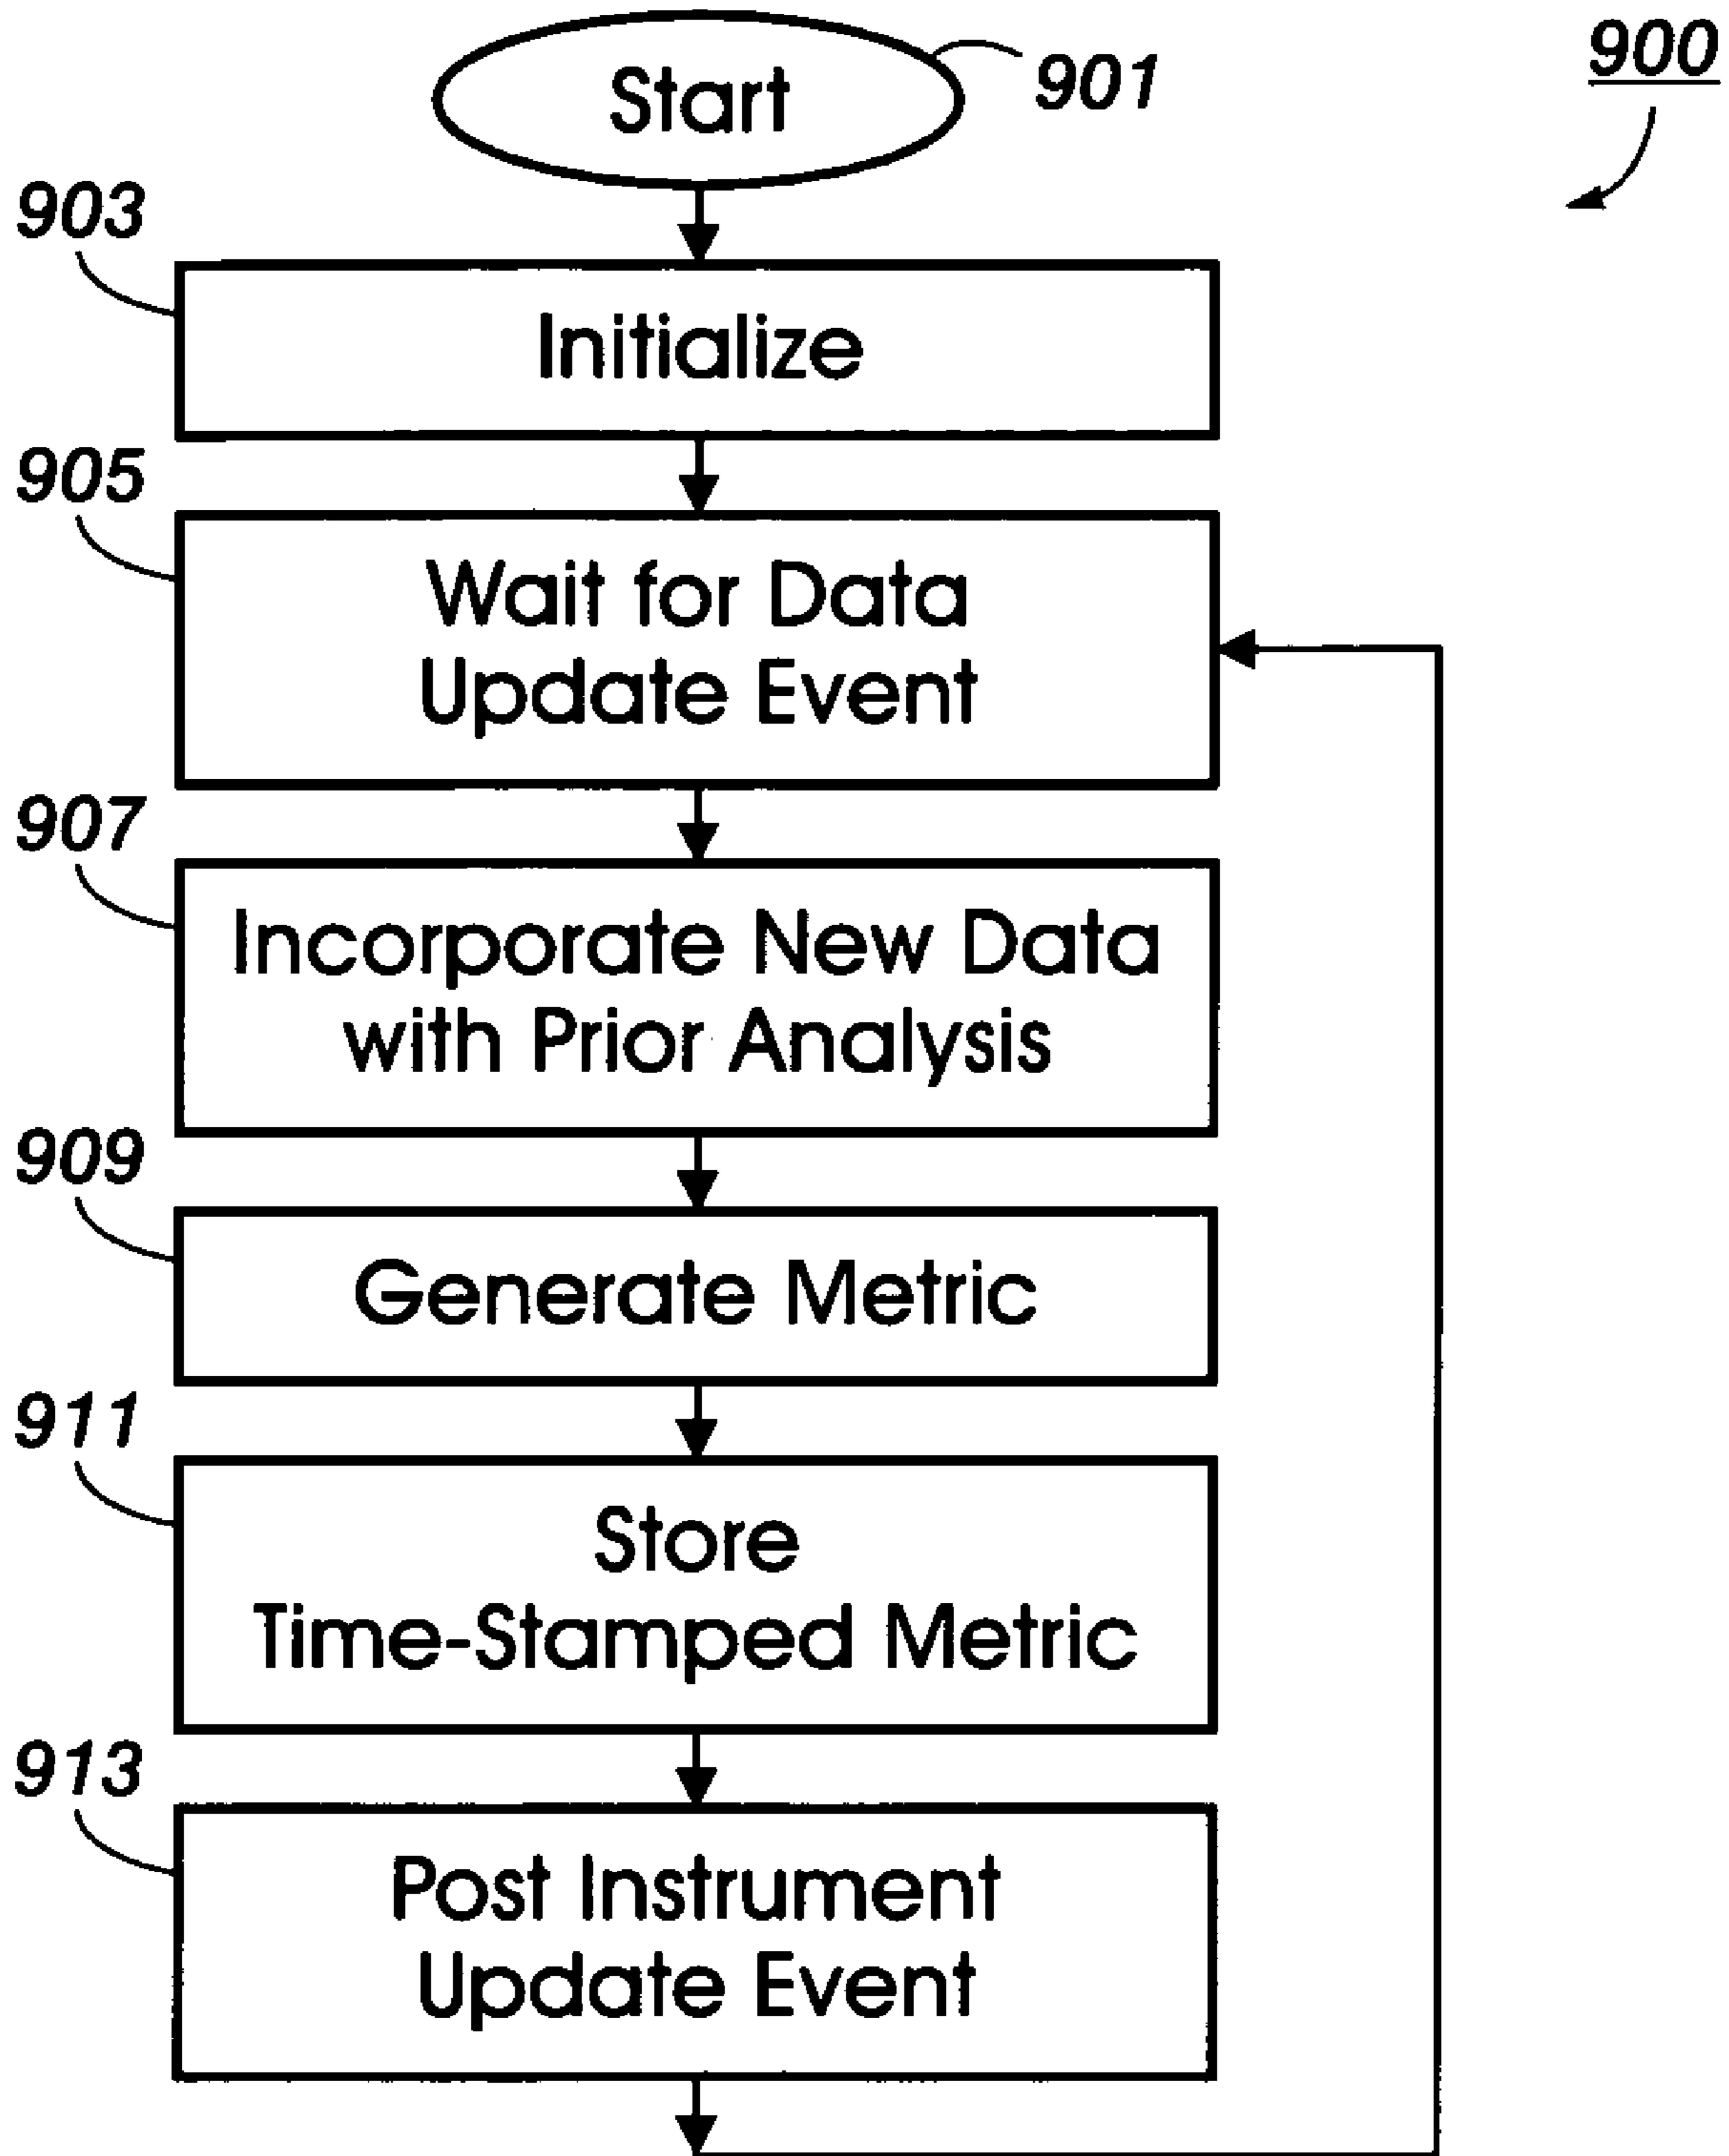 900
Start
901
903
Initialize
905
Wait for Data
Update Event
907
Incorporate New Data
with Prior Analysis
909
Generate Metric
911
Store
Time-Stamped Metric
913
Post Instrument
Update Event